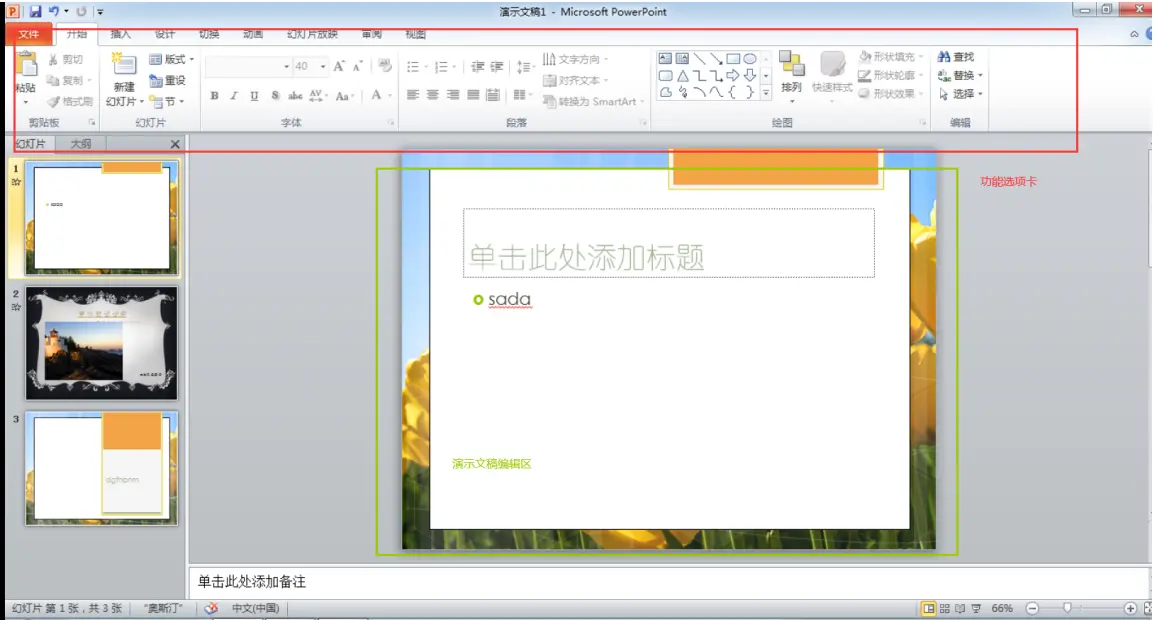 演示文稿1 - Microsoft PowerPoint
文件 开始 插入 设计 切换 动画 幻灯片放映 审阅 视图
粘贴 剪切 复制 格式刷 剪贴板
新建幻灯片 版式 重设 节 幻灯片
40
B I U S abc AV Aa A
字体
文字方向 对齐文本 转换为 SmartArt 段落
排列 快速样式 形状填充 形状轮廓 形状效果 绘图
查找 替换 选择 编辑
幻灯片 大纲
功能选项卡
1
sada
2
3
单击此处添加标题
sada
演示文稿编辑区
单击此处添加备注
幻灯片 第 1 张，共 3 张 "奥斯汀" 中文(中国) 66%